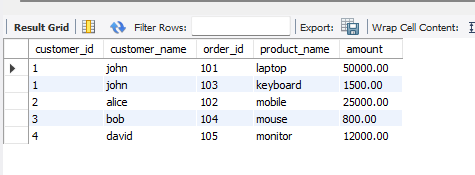 Result Grid Filter Rows: Export: Wrap Cell Content:
customer_id customer_name order_id product_name amount
1 john 101 laptop 50000.00
1 john 103 keyboard 1500.00
2 alice 102 mobile 25000.00
3 bob 104 mouse 800.00
4 david 105 monitor 12000.00